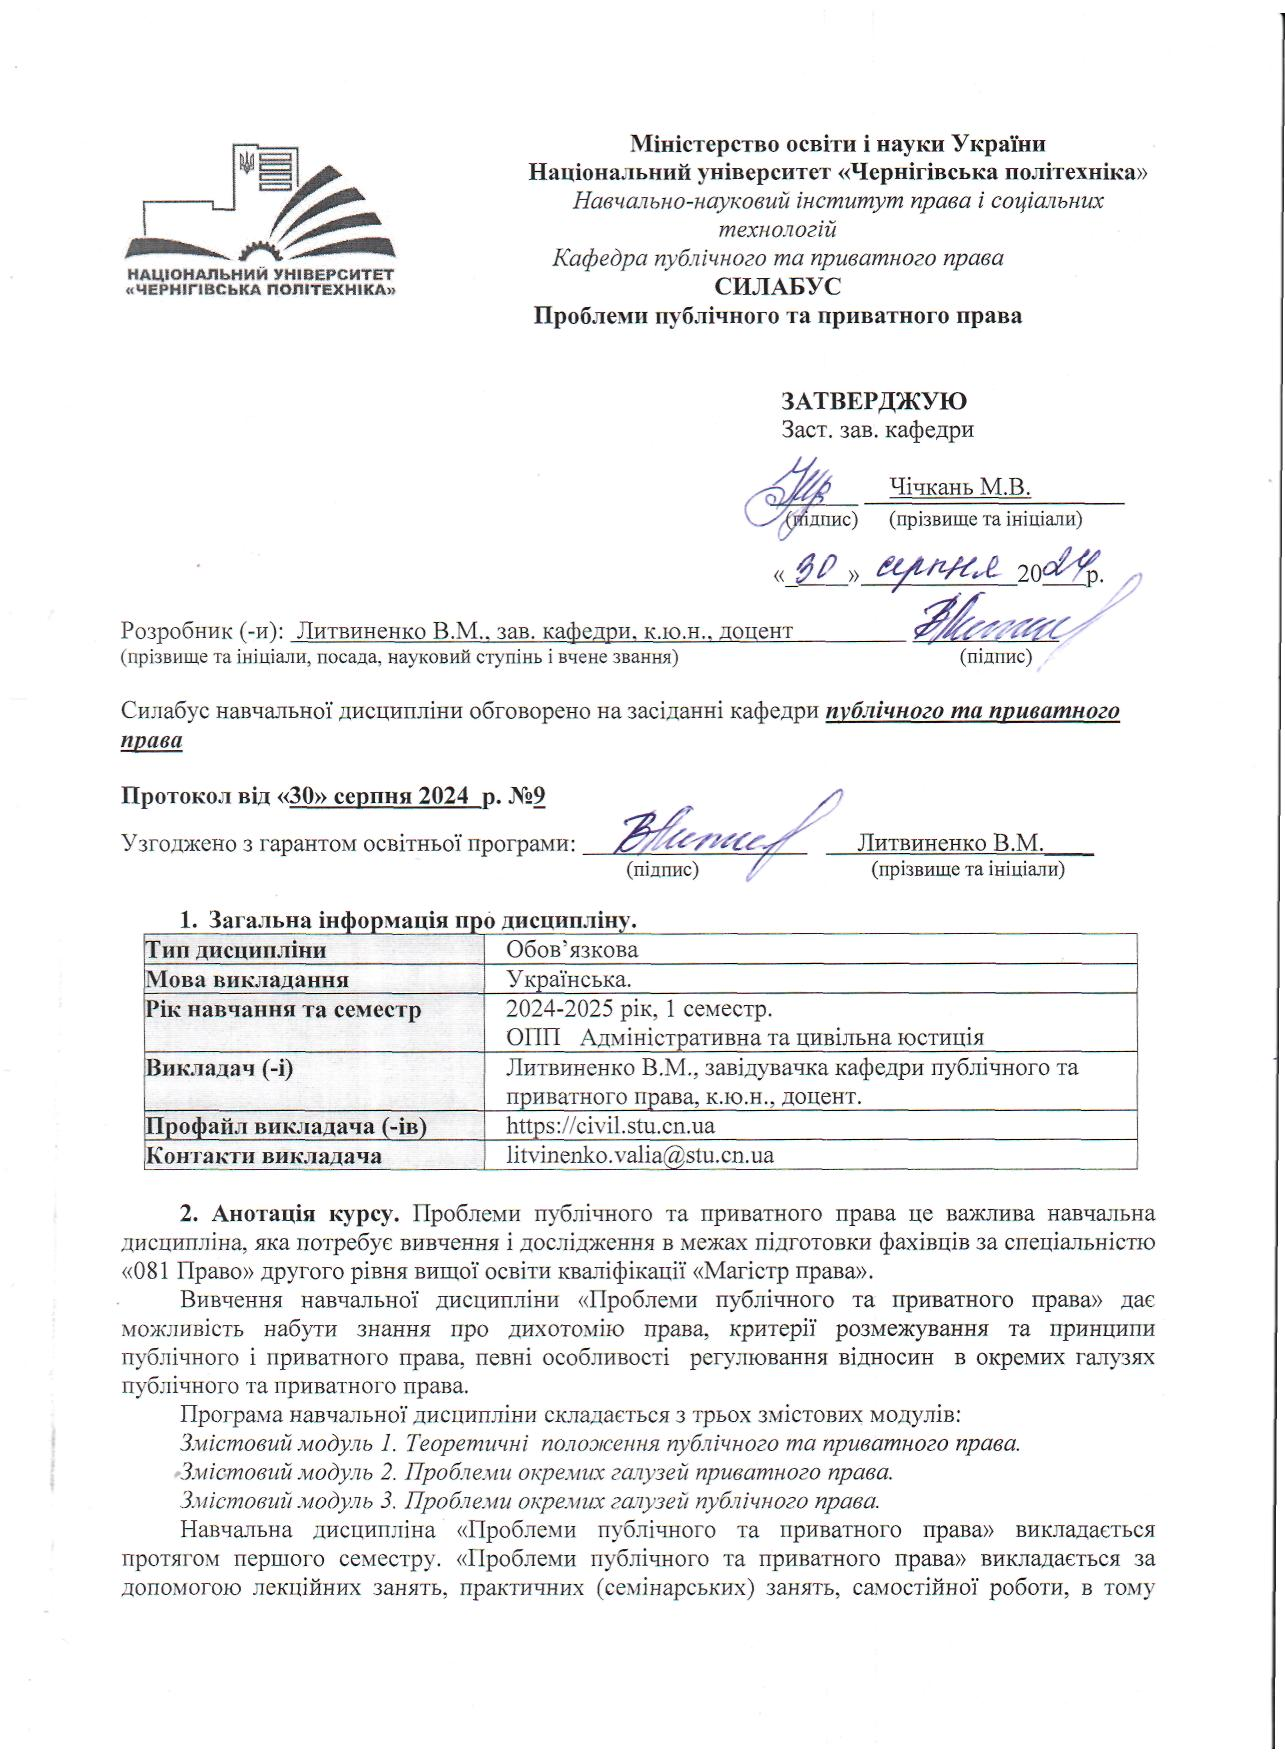 НАЦІОНАЛЬНИЙ УНІВЕРСИТЕТ
«ЧЕРНІГІВСЬКА ПОЛІТЕХНІКА»
Міністерство освіти і науки України
Національний університет «Чернігівська політехніка»
Навчально-науковий інститут права і соціальних
технологій
Кафедра публічного та приватного права
СИЛАБУС
Проблеми публічного та приватного права
ЗАТВЕРДЖУЮ
Заст. зав. кафедри
Чічкань М.В.
(підпис) (прізвище та ініціали)
«30» серпня 2024 р.
Розробник (-и): Литвиненко В.М., зав. кафедри, к.ю.н., доцент
(прізвище та ініціали, посада, науковий ступінь і вчене звання) (підпис)
Силабус навчальної дисципліни обговорено на засіданні кафедри публічного та приватного
права
Протокол від «30» серпня 2024 р. №9
Узгоджено з гарантом освітньої програми: Литвиненко В.М.
(підпис) (прізвище та ініціали)
1. Загальна інформація про дисципліну.
Тип дисципліни Обов’язкова
Мова викладання Українська.
Рік навчання та семестр 2024-2025 рік, 1 семестр.
ОПП Адміністративна та цивільна юстиція
Викладач (-і) Литвиненко В.М., завідувачка кафедри публічного та
приватного права, к.ю.н., доцент.
Профайл викладача (-ів) https://civil.stu.cn.ua
Контакти викладача litvinenko.valia@stu.cn.ua
2. Анотація курсу. Проблеми публічного та приватного права це важлива навчальна
дисципліна, яка потребує вивчення і дослідження в межах підготовки фахівців за спеціальністю
«081 Право» другого рівня вищої освіти кваліфікації «Магістр права».
Вивчення навчальної дисципліни «Проблеми публічного та приватного права» дає
можливість набути знання про дихотомію права, критерії розмежування та принципи
публічного і приватного права, певні особливості регулювання відносин в окремих галузях
публічного та приватного права.
Програма навчальної дисципліни складається з трьох змістових модулів:
Змістовий модуль 1. Теоретичні положення публічного та приватного права.
Змістовий модуль 2. Проблеми окремих галузей приватного права.
Змістовий модуль 3. Проблеми окремих галузей публічного права.
Навчальна дисципліна «Проблеми публічного та приватного права» викладається
протягом першого семестру. «Проблеми публічного та приватного права» викладається за
допомогою лекційних занять, практичних (семінарських) занять, самостійної роботи, в тому